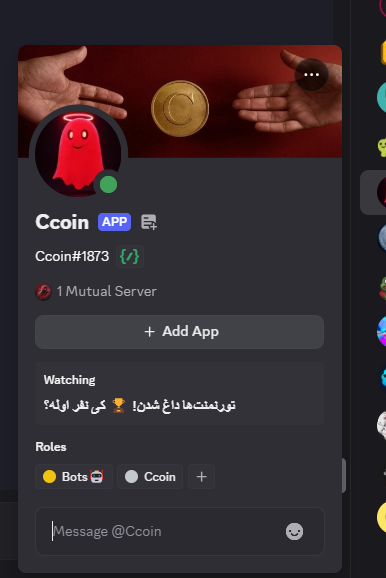 C
Ccoin APP
Ccoin#1873 {/}
1 Mutual Server
+ Add App
Watching
تورنمنت‌ها داغ شدن! 🏆 کی نفر اوله؟
Roles
Bots🤖 Ccoin +
Message @Ccoin